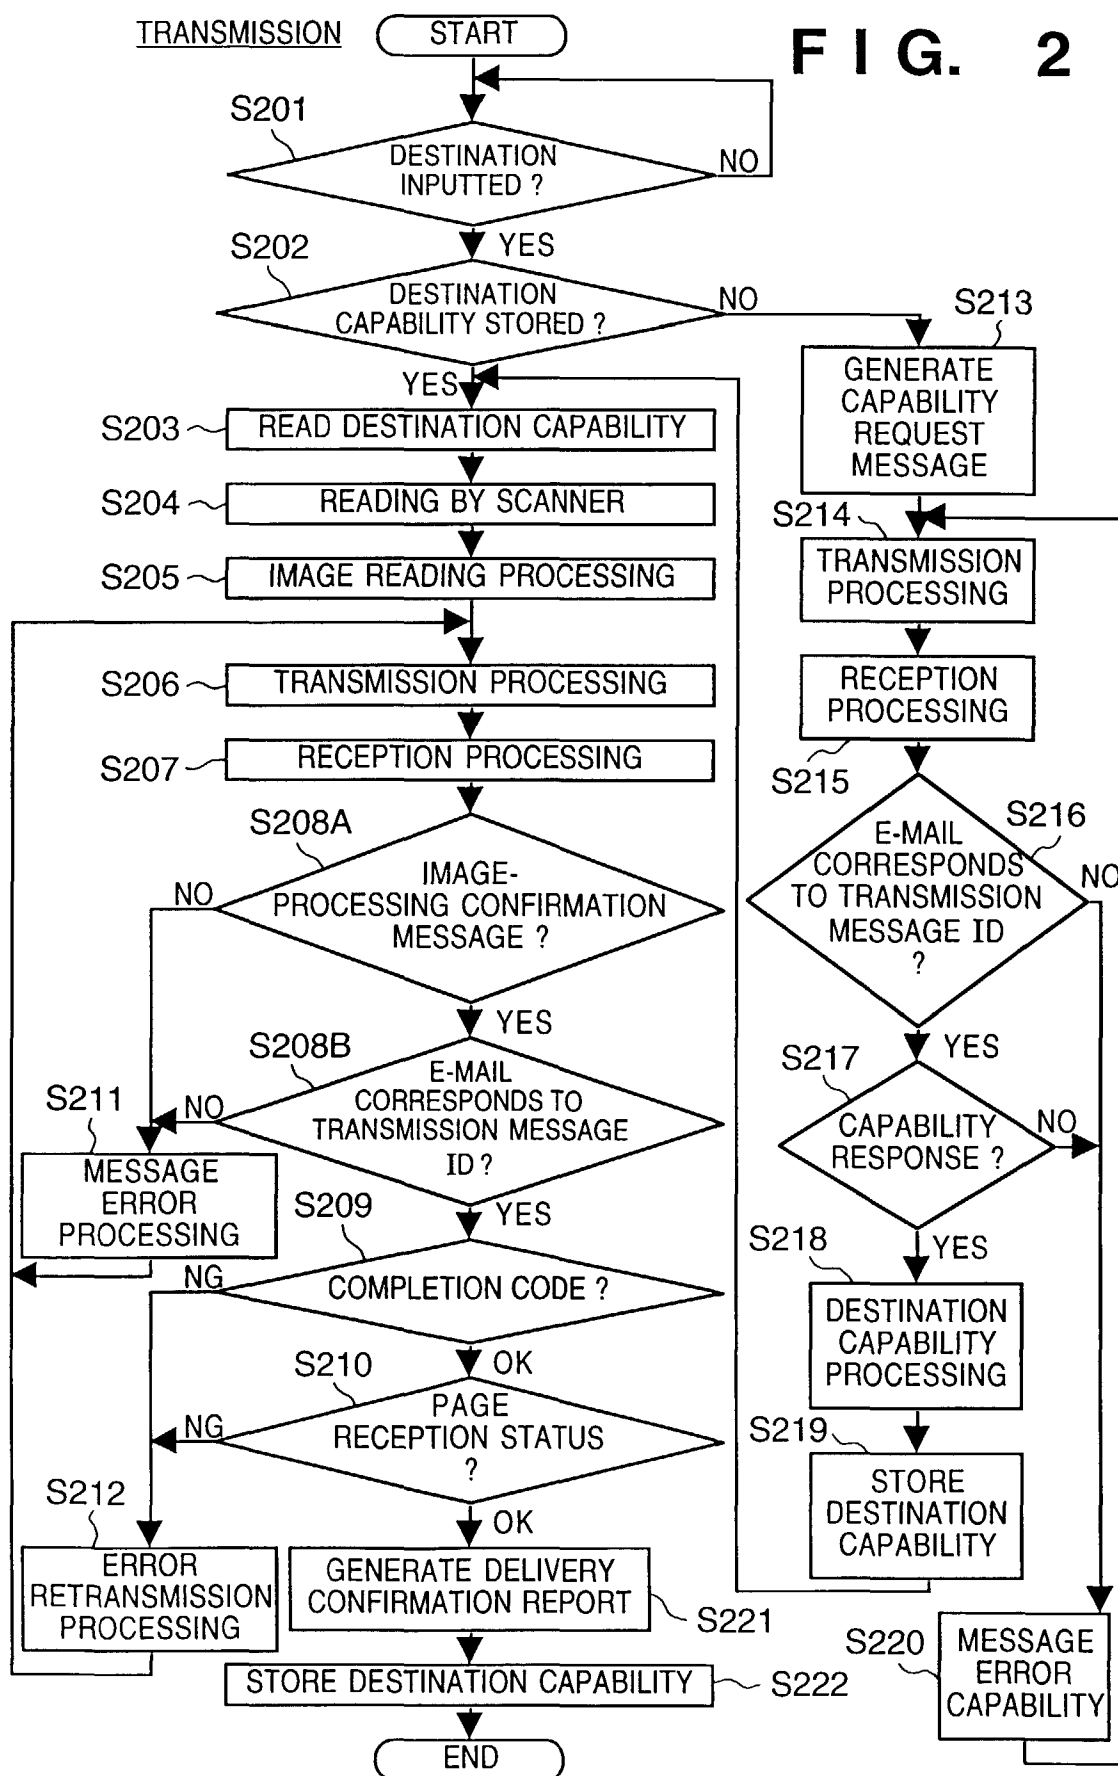 TRANSMISSION
START
FIG. 2
S201
DESTINATION
INPUTTED ?
NO
YES
S202
DESTINATION
CAPABILITY STORED ?
NO
YES
S203
READ DESTINATION CAPABILITY
S204
READING BY SCANNER
S205
IMAGE READING PROCESSING
S206
TRANSMISSION PROCESSING
S207
RECEPTION PROCESSING
S208A
IMAGE-
PROCESSING CONFIRMATION
MESSAGE ?
NO
YES
S208B
E-MAIL
CORRESPONDS TO
TRANSMISSION MESSAGE
ID ?
NO
YES
S211
MESSAGE
ERROR
PROCESSING
S209
COMPLETION CODE ?
NG
OK
S210
PAGE
RECEPTION STATUS
?
NG
OK
S212
ERROR
RETRANSMISSION
PROCESSING
GENERATE DELIVERY
CONFIRMATION REPORT
S221
STORE DESTINATION CAPABILITY
S222
END
S213
GENERATE
CAPABILITY
REQUEST
MESSAGE
S214
TRANSMISSION
PROCESSING
RECEPTION
PROCESSING
S215
S216
E-MAIL
CORRESPONDS
TO TRANSMISSION
MESSAGE ID
?
NO
YES
S217
CAPABILITY
RESPONSE ?
NO
YES
S218
DESTINATION
CAPABILITY
PROCESSING
S219
STORE
DESTINATION
CAPABILITY
S220
MESSAGE
ERROR
CAPABILITY